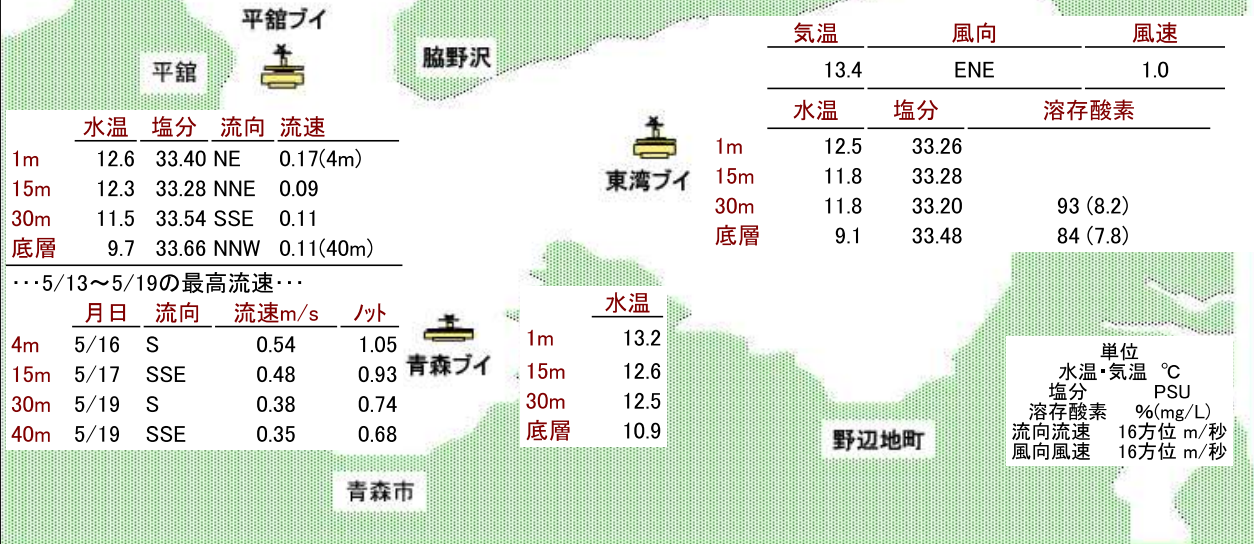 平舘ブイ
平舘
脇野沢
水温 塩分 流向 流速
1m 12.6 33.40 NE 0.17(4m)
15m 12.3 33.28 NNE 0.09
30m 11.5 33.54 SSE 0.11
底層 9.7 33.66 NNW 0.11(40m)
…5/13～5/19の最高流速…
月日 流向 流速m/s ノット
4m 5/16 S 0.54 1.05
15m 5/17 SSE 0.48 0.93
30m 5/19 S 0.38 0.74
40m 5/19 SSE 0.35 0.68
気温 風向 風速
13.4 ENE 1.0
水温 塩分 溶存酸素
1m 12.5 33.26
15m 11.8 33.28
30m 11.8 33.20 93 (8.2)
底層 9.1 33.48 84 (7.8)
東湾ブイ
青森ブイ
水温
1m 13.2
15m 12.6
30m 12.5
底層 10.9
青森市
野辺地町
単位
水温・気温 ℃
塩分 PSU
溶存酸素 %(mg/L)
流向流速 16方位 m/秒
風向風速 16方位 m/秒